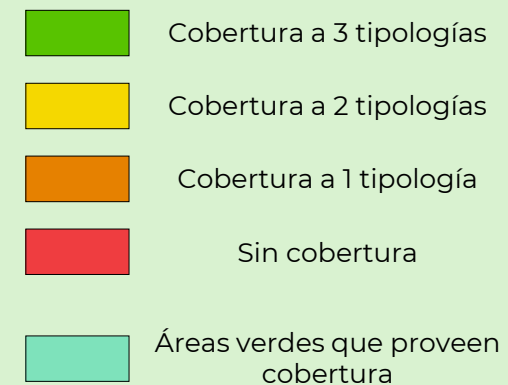 Cobertura a 3 tipologías
Cobertura a 2 tipologías
Cobertura a 1 tipología
Sin cobertura
Áreas verdes que proveen
cobertura